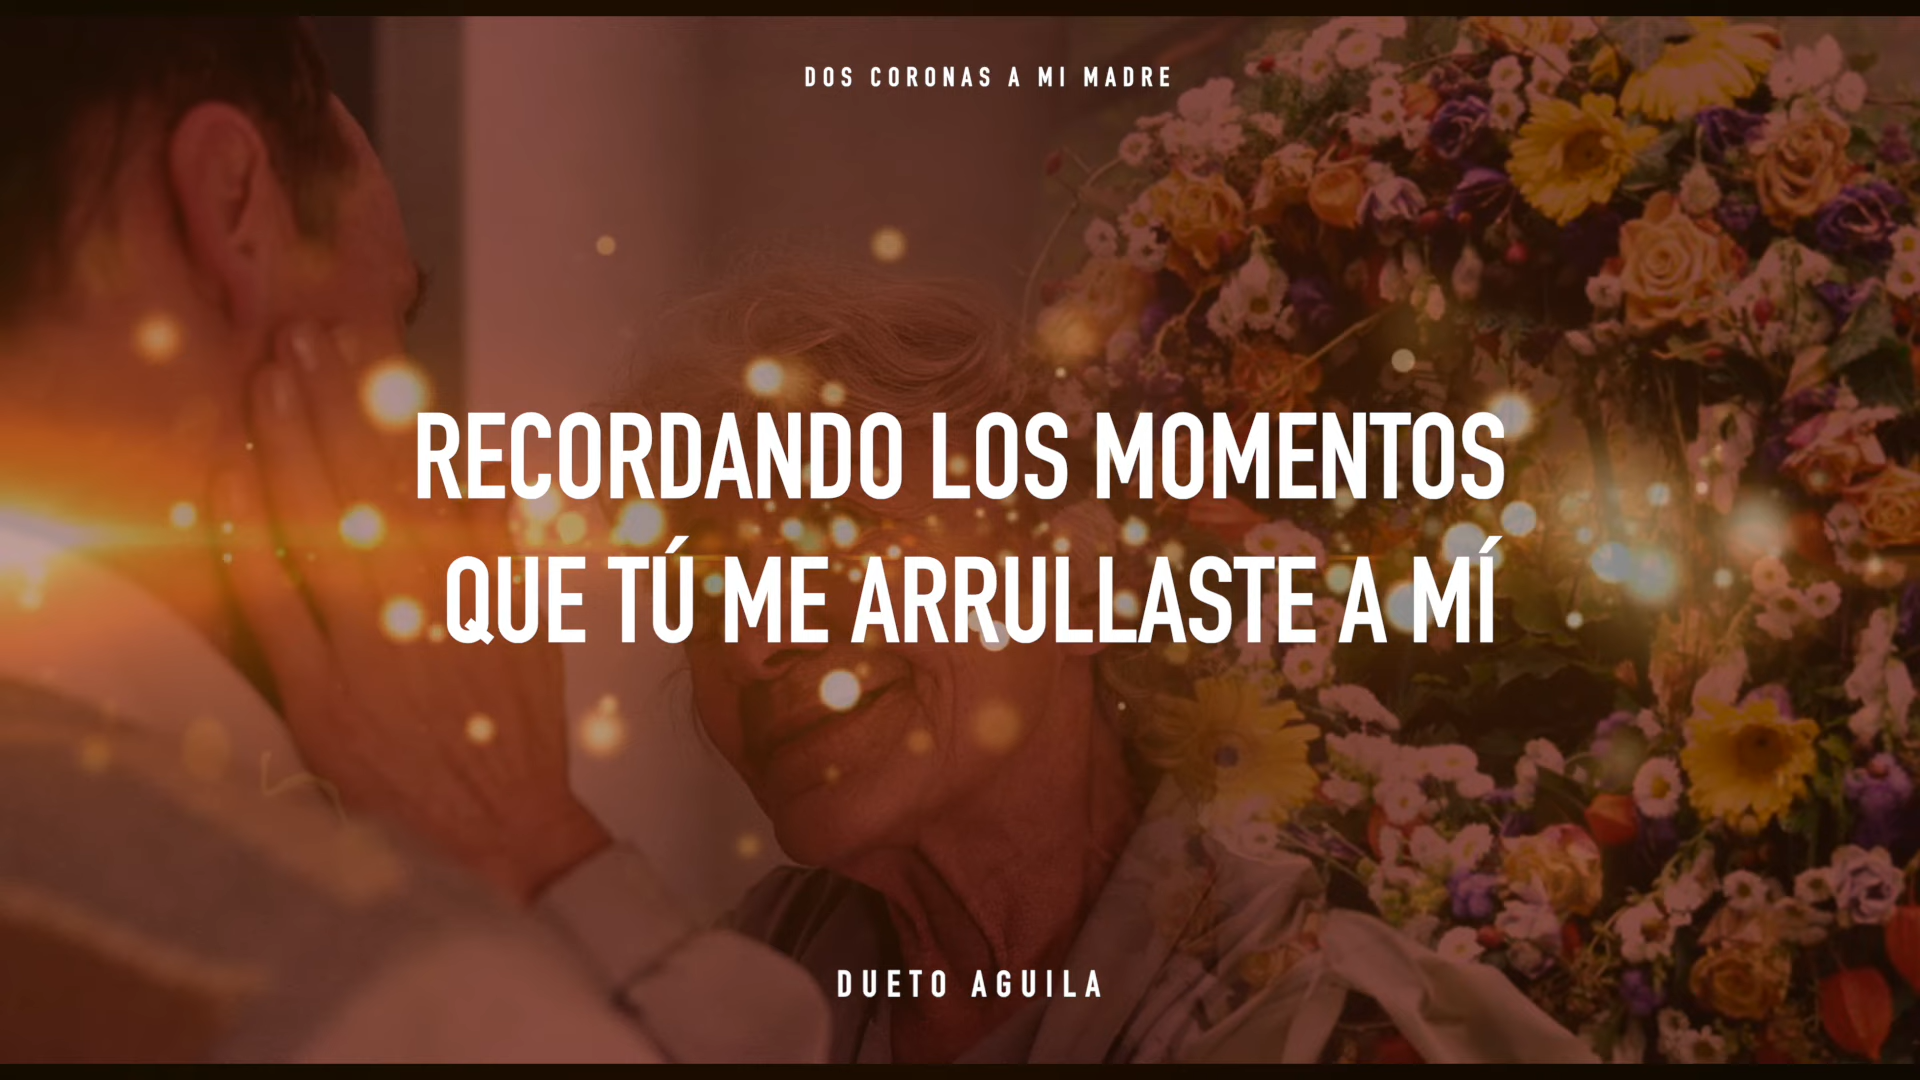 DOS CORONAS A MI MADRE
RECORDANDO LOS MOMENTOS
QUE TÚ ME ARRULLASTE A MÍ
DUETO AGUILA